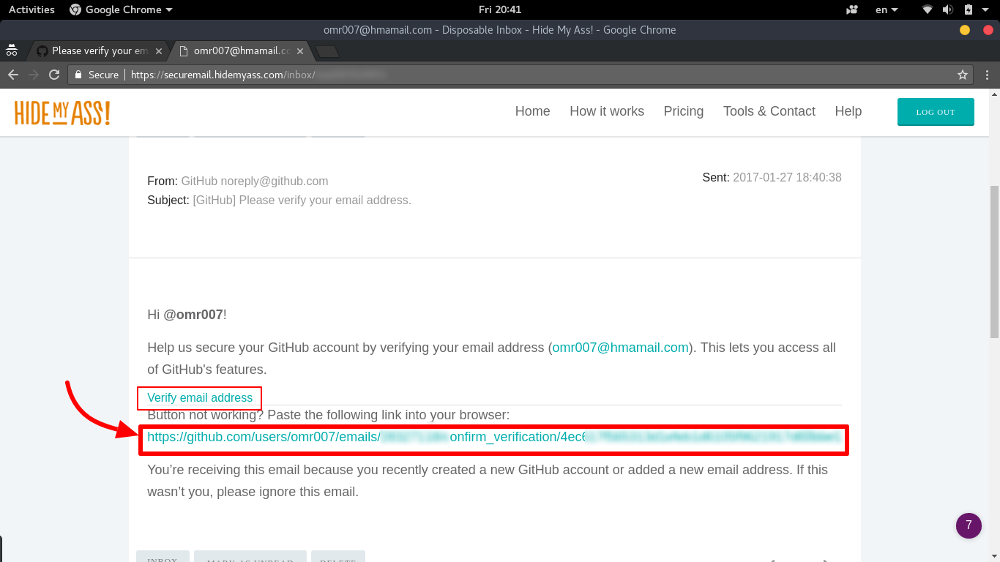 Activities Google Chrome Fri 20:41 en
omr007@hmamail.com - Disposable Inbox - Hide My Ass! - Google Chrome
Please verify your em omr007@hmamail.co
Secure https://securemail.hidemyass.com/inbox/
HIDE MY ASS! Home How it works Pricing Tools & Contact Help LOG OUT
From: GitHub noreply@github.com Sent: 2017-01-27 18:40:38
Subject: [GitHub] Please verify your email address.
Hi @omr007!
Help us secure your GitHub account by verifying your email address (omr007@hmamail.com). This lets you access all
of GitHub's features.
Verify email address
Button not working? Paste the following link into your browser:
https://github.com/users/omr007/emails/ onfirm_verification/4ec6
You’re receiving this email because you recently created a new GitHub account or added a new email address. If this
wasn’t you, please ignore this email.
7
INBOX MARK AS UNREAD DELETE